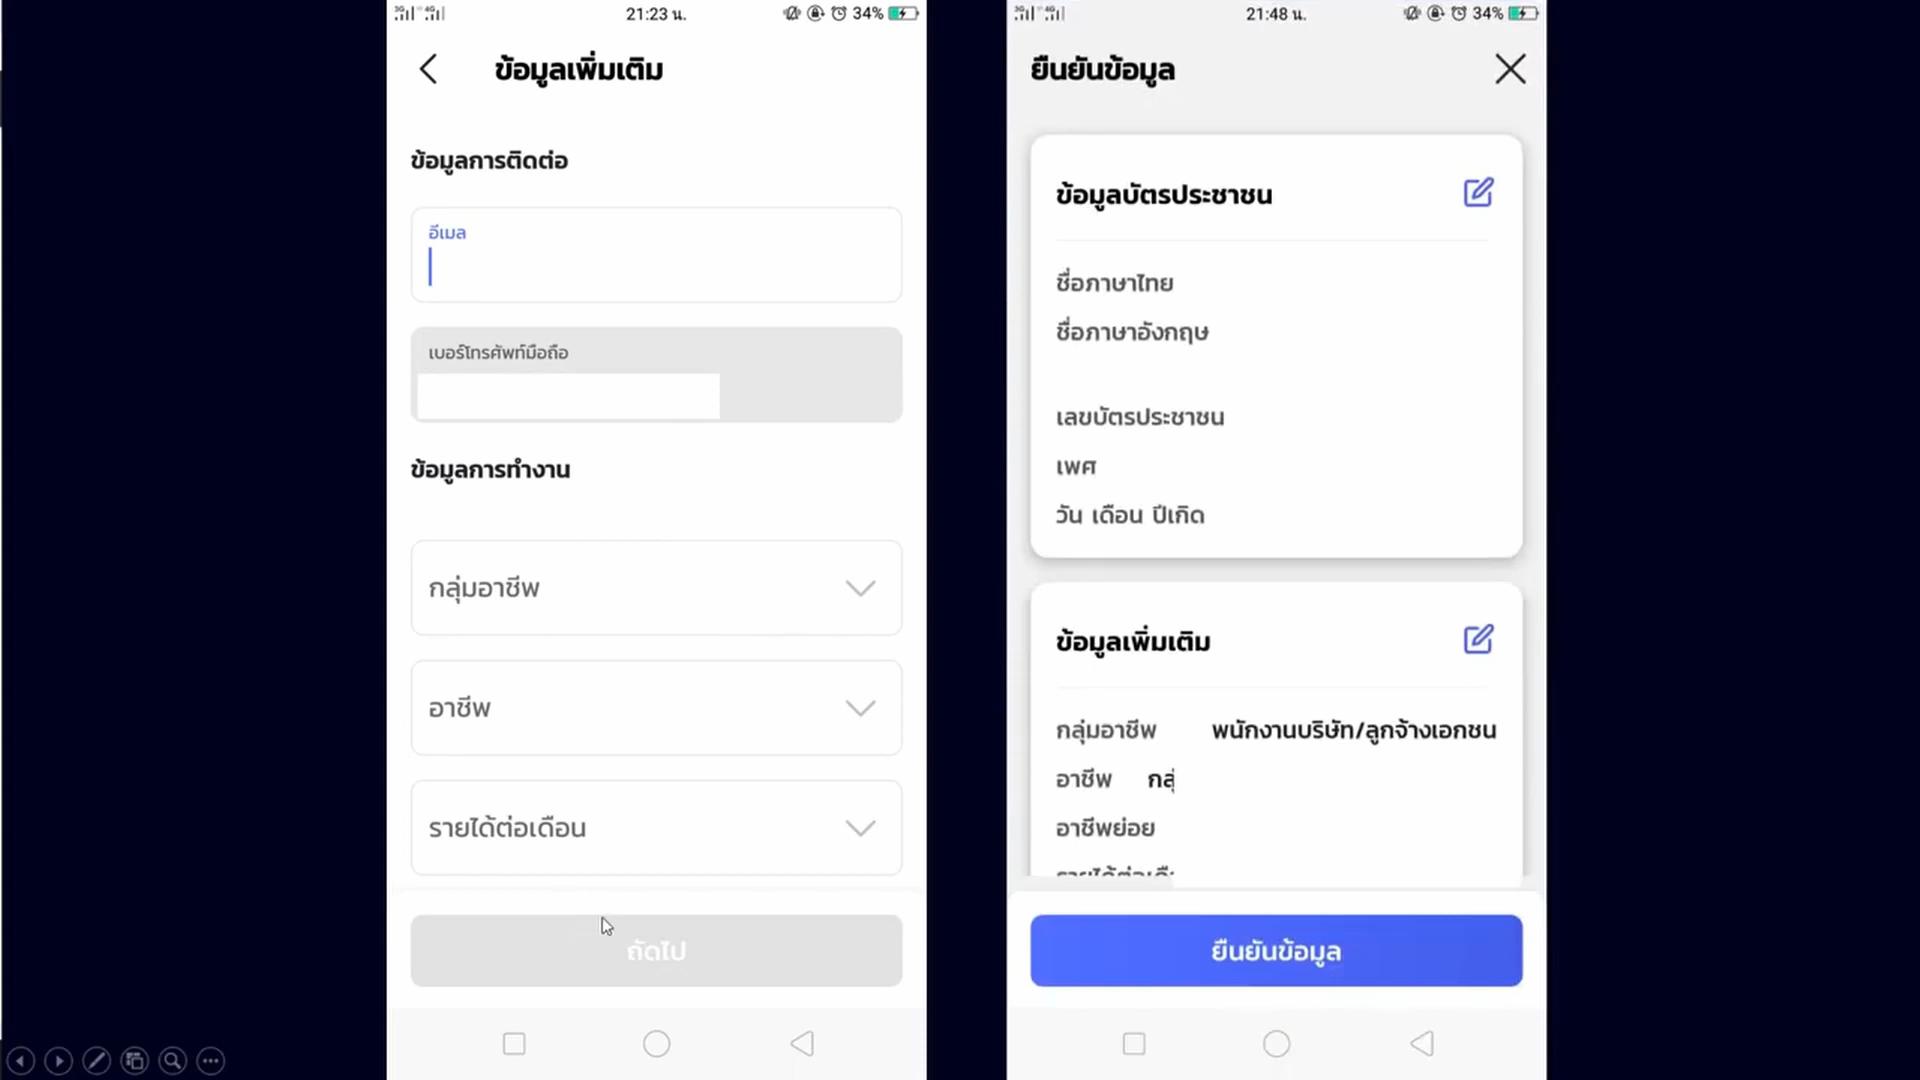 21:23 น.
34%
ข้อมูลเพิ่มเติม
ข้อมูลการติดต่อ
อีเมล
เบอร์โทรศัพท์มือถือ
ข้อมูลการทำงาน
กลุ่มอาชีพ
อาชีพ
รายได้ต่อเดือน
ถัดไป
21:48 น.
34%
ยืนยันข้อมูล
ข้อมูลบัตรประชาชน
ชื่อภาษาไทย
ชื่อภาษาอังกฤษ
เลขบัตรประชาชน
เพศ
วัน เดือน ปีเกิด
ข้อมูลเพิ่มเติม
กลุ่มอาชีพ พนักงานบริษัท/ลูกจ้างเอกชน
อาชีพ
อาชีพย่อย
ยืนยันข้อมูล